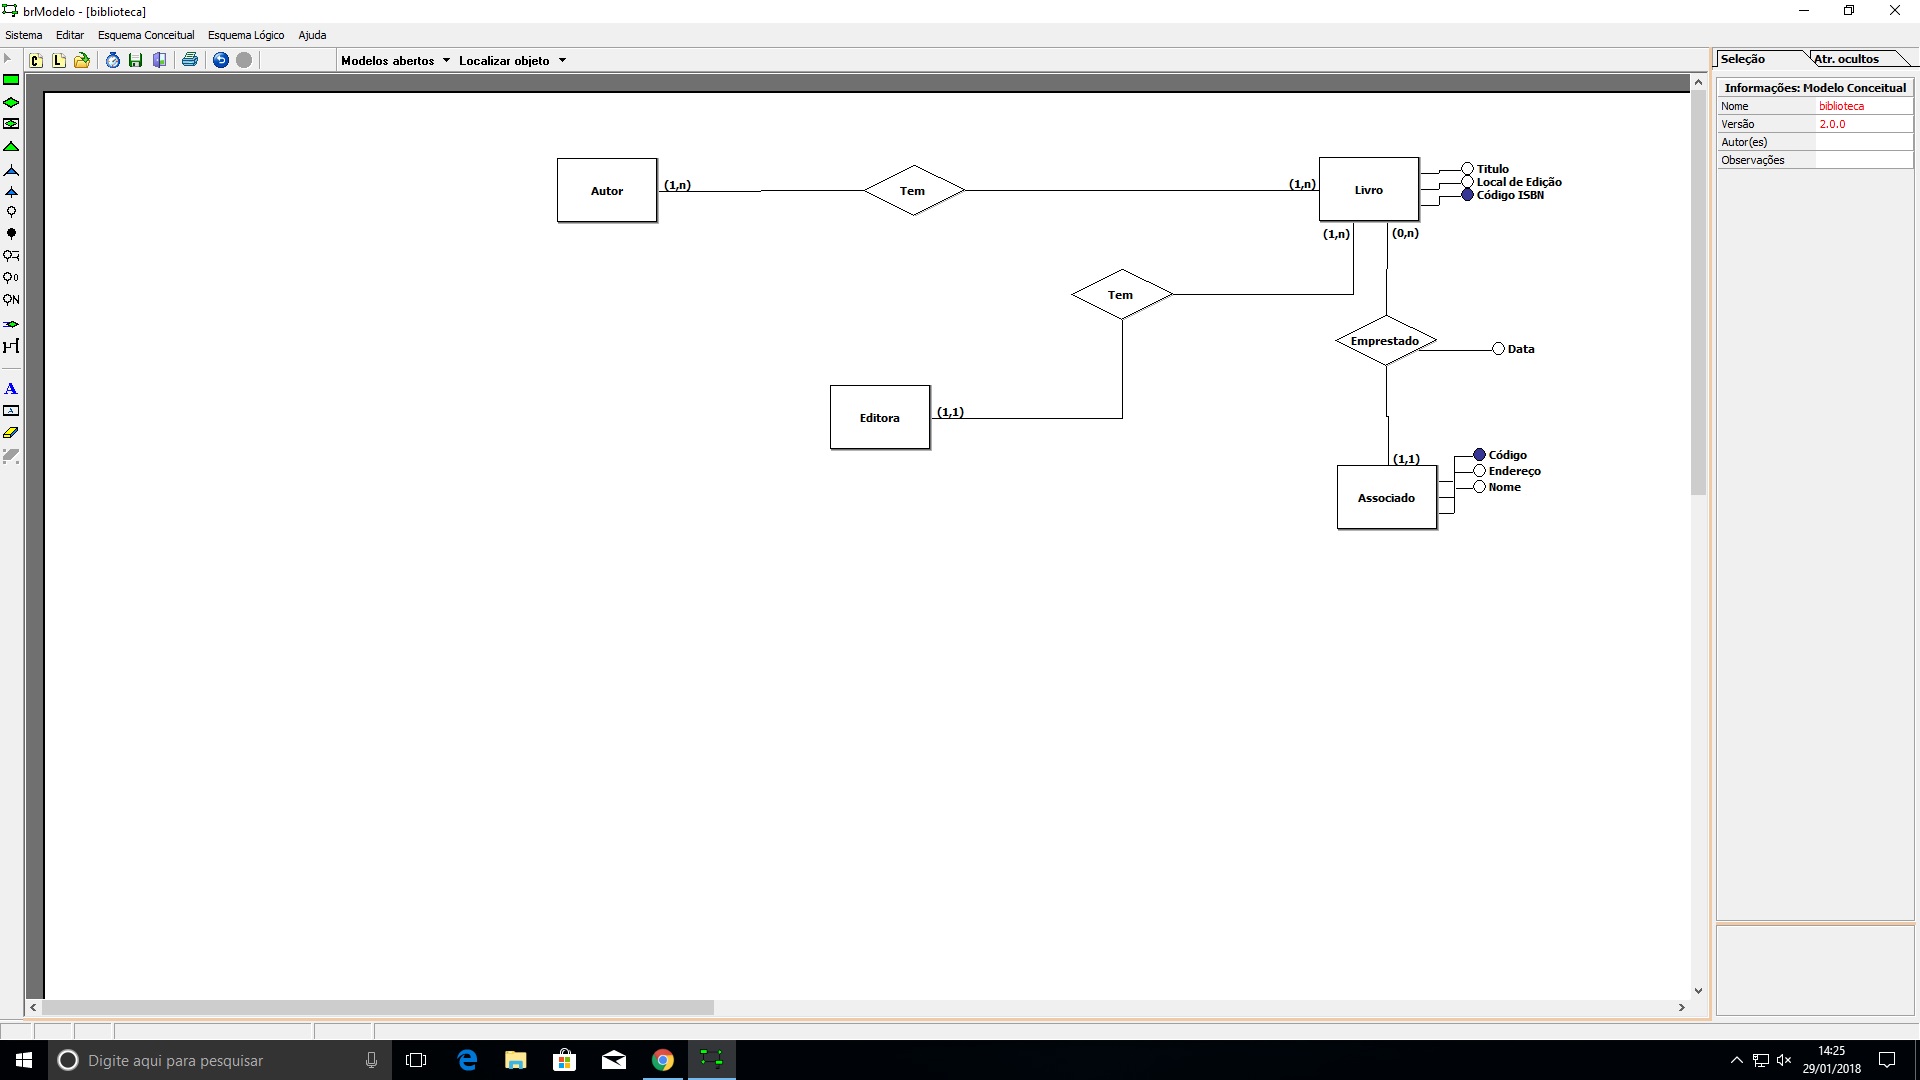 brModelo - [biblioteca]
Sistema Editar Esquema Conceitual Esquema Lógico Ajuda
C L Modelos abertos Localizar objeto
Seleção Atr. ocultos
Informações: Modelo Conceitual
Nome biblioteca
Versão 2.0.0
Autor(es)
Observações
0
N
A
A
Autor
(1,n)
Tem
(1,n)
Livro
Titulo
Local de Edição
Código ISBN
(1,n)
(0,n)
Tem
Emprestado
Data
Editora
(1,1)
(1,1)
Associado
Código
Endereço
Nome
Digite aqui para pesquisar
14:25
29/01/2018